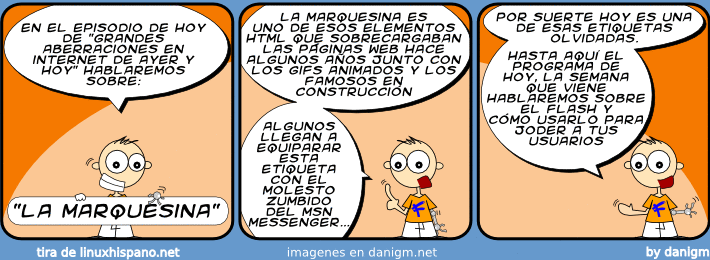 EN EL EPISODIO DE HOY
DE "GRANDES
ABERRACIONES EN
INTERNET DE AYER Y
HOY" HABLAREMOS
SOBRE:
"LA MARQUESINA"
LA MARQUESINA ES
UNO DE ESOS ELEMENTOS
HTML QUE SOBRECARGABAN
LAS PÁGINAS WEB HACE
ALGUNOS AÑOS JUNTO CON
LOS GIFS ANIMADOS Y LOS
FAMOSOS EN
CONSTRUCCIÓN
ALGUNOS
LLEGAN A
EQUIPARAR
ESTA
ETIQUETA
CON EL
MOLESTO
ZUMBIDO
DEL MSN
MESSENGER...
POR SUERTE HOY ES UNA
DE ESAS ETIQUETAS
OLVIDADAS.
HASTA AQUÍ EL
PROGRAMA DE
HOY, LA SEMANA
QUE VIENE
HABLAREMOS SOBRE
EL FLASH Y
CÓMO USARLO PARA
JODER A TUS
USUARIOS
tira de linuxhispano.net
imagenes en danigm.net
by danigm